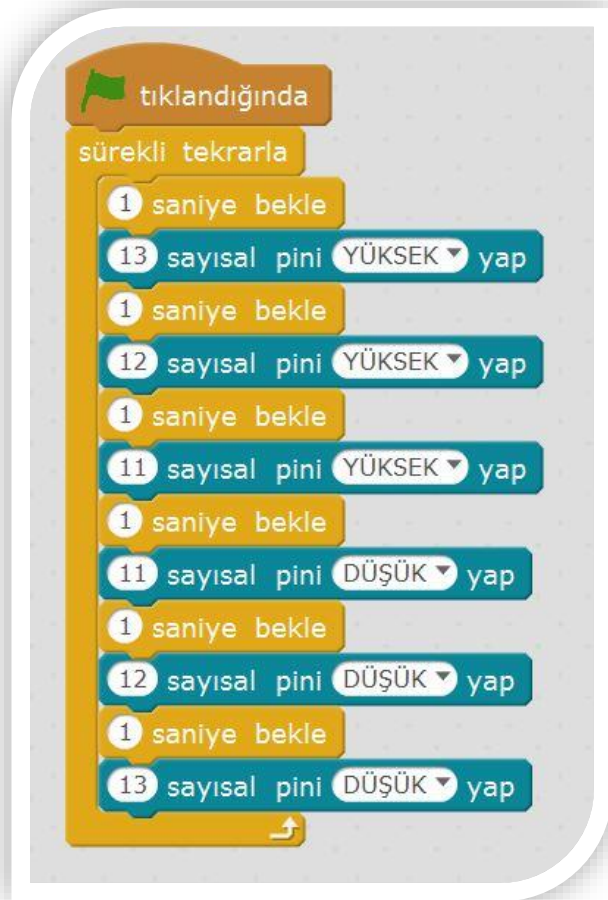 tıklandığında
sürekli tekrarla
1 saniye bekle
13 sayısal pini YÜKSEK yap
1 saniye bekle
12 sayısal pini YÜKSEK yap
1 saniye bekle
11 sayısal pini YÜKSEK yap
1 saniye bekle
11 sayısal pini DÜŞÜK yap
1 saniye bekle
12 sayısal pini DÜŞÜK yap
1 saniye bekle
13 sayısal pini DÜŞÜK yap